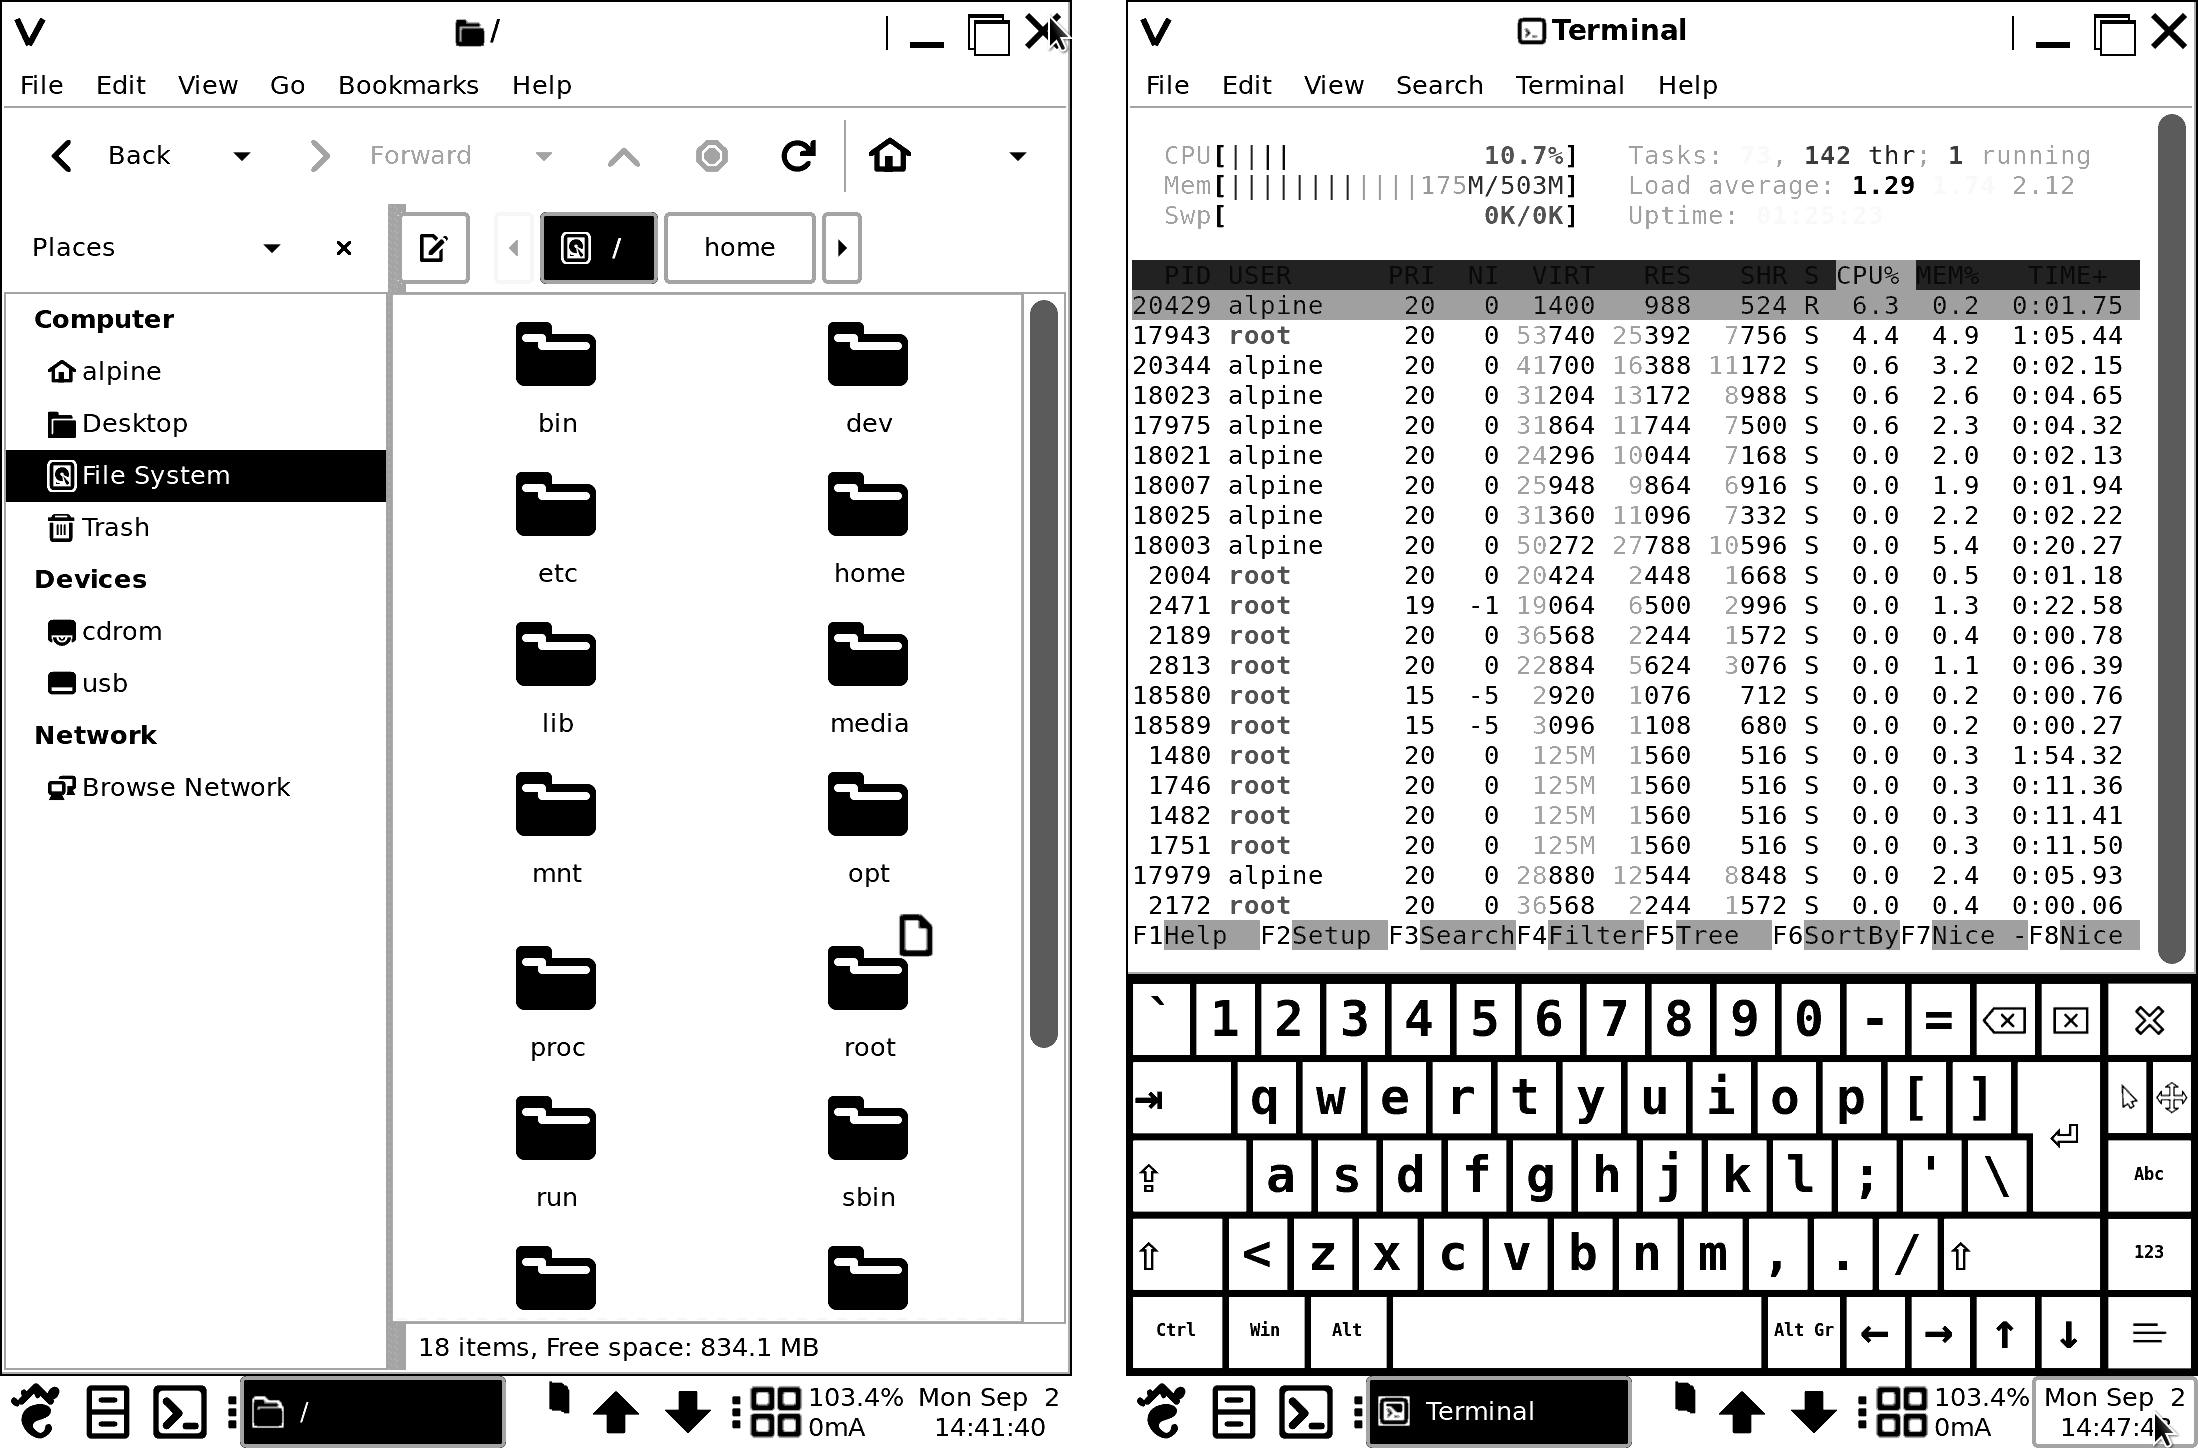 /
File Edit View Go Bookmarks Help
Back Forward
Places
/ home
Computer
alpine
Desktop
File System
Trash
Devices
cdrom
usb
Network
Browse Network
bin dev
etc home
lib media
mnt opt
proc root
run sbin
18 items, Free space: 834.1 MB
/ 103.4% Mon Sep 2
0mA 14:41:40
Terminal
File Edit View Search Terminal Help
CPU[|||| 10.7%] Tasks: 73, 142 thr; 1 running
Mem[||||||||||||175M/503M] Load average: 1.29 1.74 2.12
Swp[ 0K/0K] Uptime: 01:25:23
PID USER PRI NI VIRT RES SHR S CPU% MEM% TIME+
20429 alpine 20 0 1400 988 524 R 6.3 0.2 0:01.75
17943 root 20 0 53740 25392 7756 S 4.4 4.9 1:05.44
20344 alpine 20 0 41700 16388 11172 S 0.6 3.2 0:02.15
18023 alpine 20 0 31204 13172 8988 S 0.6 2.6 0:04.65
17975 alpine 20 0 31864 11744 7500 S 0.6 2.3 0:04.32
18021 alpine 20 0 24296 10044 7168 S 0.0 2.0 0:02.13
18007 alpine 20 0 25948 9864 6916 S 0.0 1.9 0:01.94
18025 alpine 20 0 31360 11096 7332 S 0.0 2.2 0:02.22
18003 alpine 20 0 50272 27788 10596 S 0.0 5.4 0:20.27
2004 root 20 0 20424 2448 1668 S 0.0 0.5 0:01.18
2471 root 19 -1 19064 6500 2996 S 0.0 1.3 0:22.58
2189 root 20 0 36568 2244 1572 S 0.0 0.4 0:00.78
2813 root 20 0 22884 5624 3076 S 0.0 1.1 0:06.39
18580 root 15 -5 2920 1076 712 S 0.0 0.2 0:00.76
18589 root 15 -5 3096 1108 680 S 0.0 0.2 0:00.27
1480 root 20 0 125M 1560 516 S 0.0 0.3 1:54.32
1746 root 20 0 125M 1560 516 S 0.0 0.3 0:11.36
1482 root 20 0 125M 1560 516 S 0.0 0.3 0:11.41
1751 root 20 0 125M 1560 516 S 0.0 0.3 0:11.50
17979 alpine 20 0 28880 12544 8848 S 0.0 2.4 0:05.93
2172 root 20 0 36568 2244 1572 S 0.0 0.4 0:00.06
F1Help F2Setup F3SearchF4FilterF5Tree F6SortByF7Nice -F8Nice
` 1 2 3 4 5 6 7 8 9 0 - =
q w e r t y u i o p [ ]
a s d f g h j k l ; ' \ Abc
< z x c v b n m , . / 123
Ctrl Win Alt Alt Gr ← → ↑ ↓
Terminal 103.4% Mon Sep 2
0mA